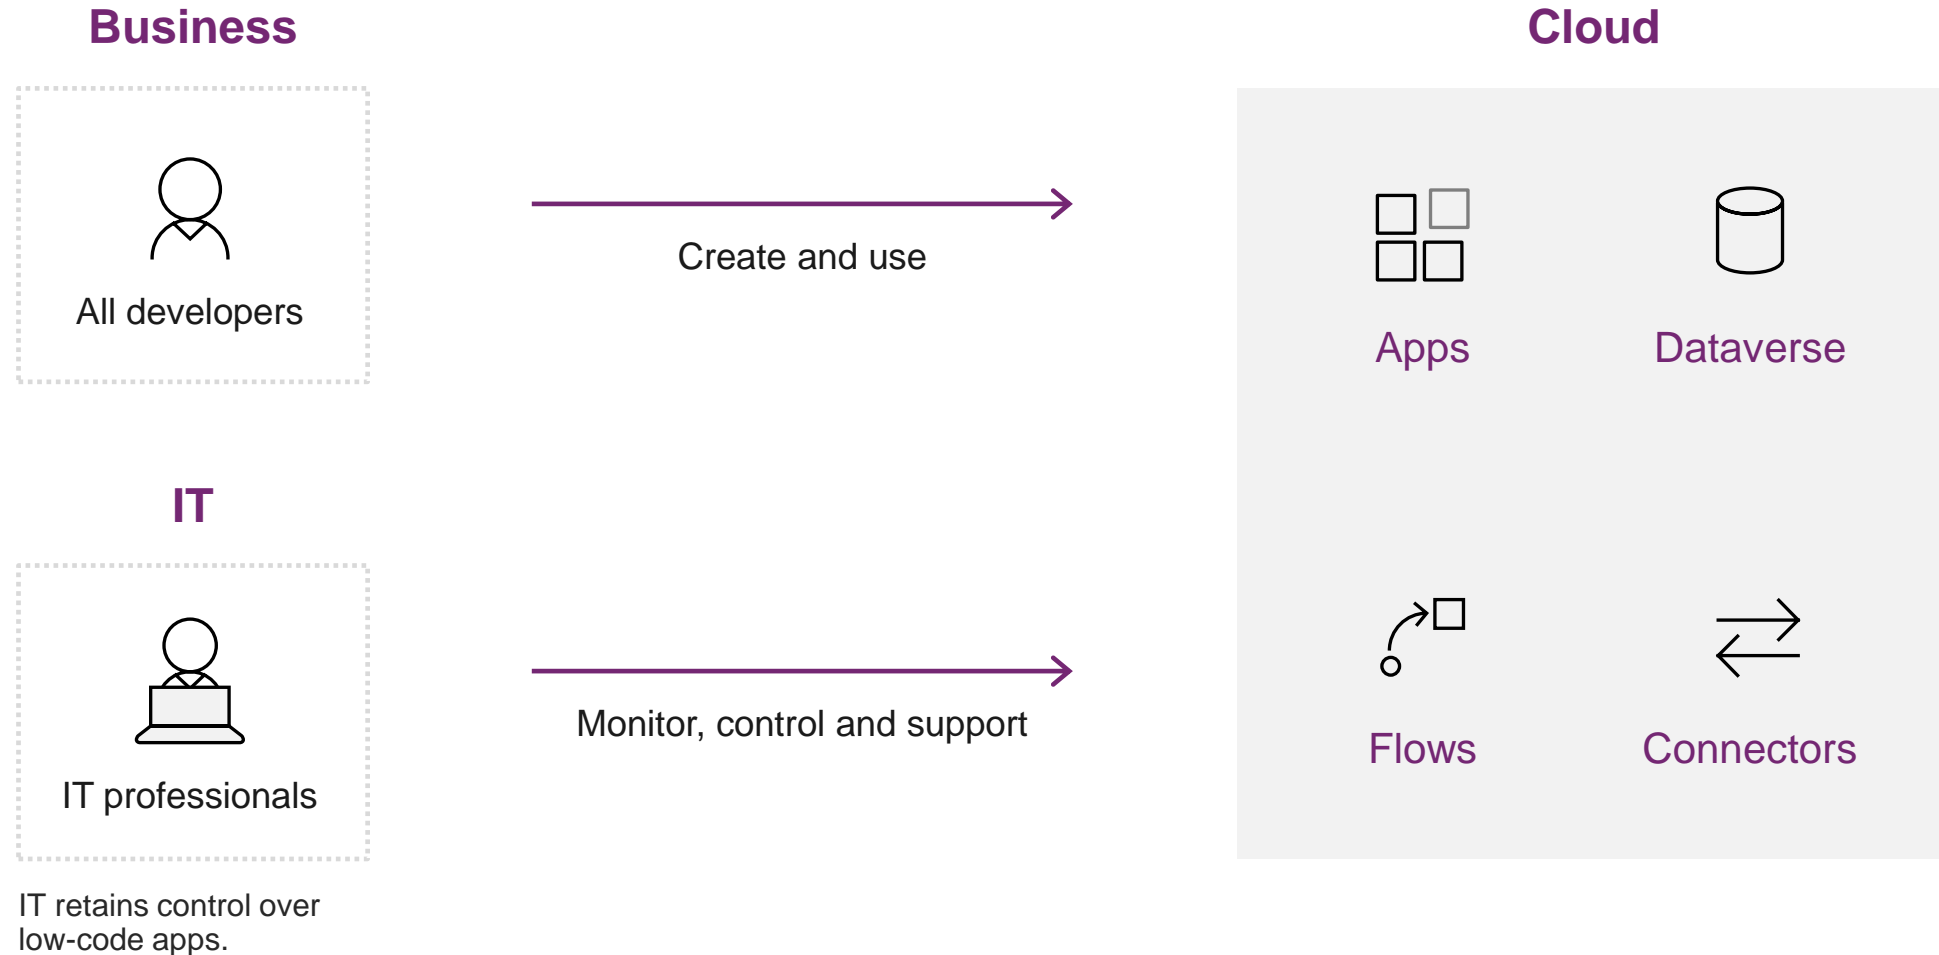 Business
Cloud
All developers
Create and use
Apps
Dataverse
IT
IT professionals
Monitor, control and support
Flows
Connectors
IT retains control over
low-code apps.